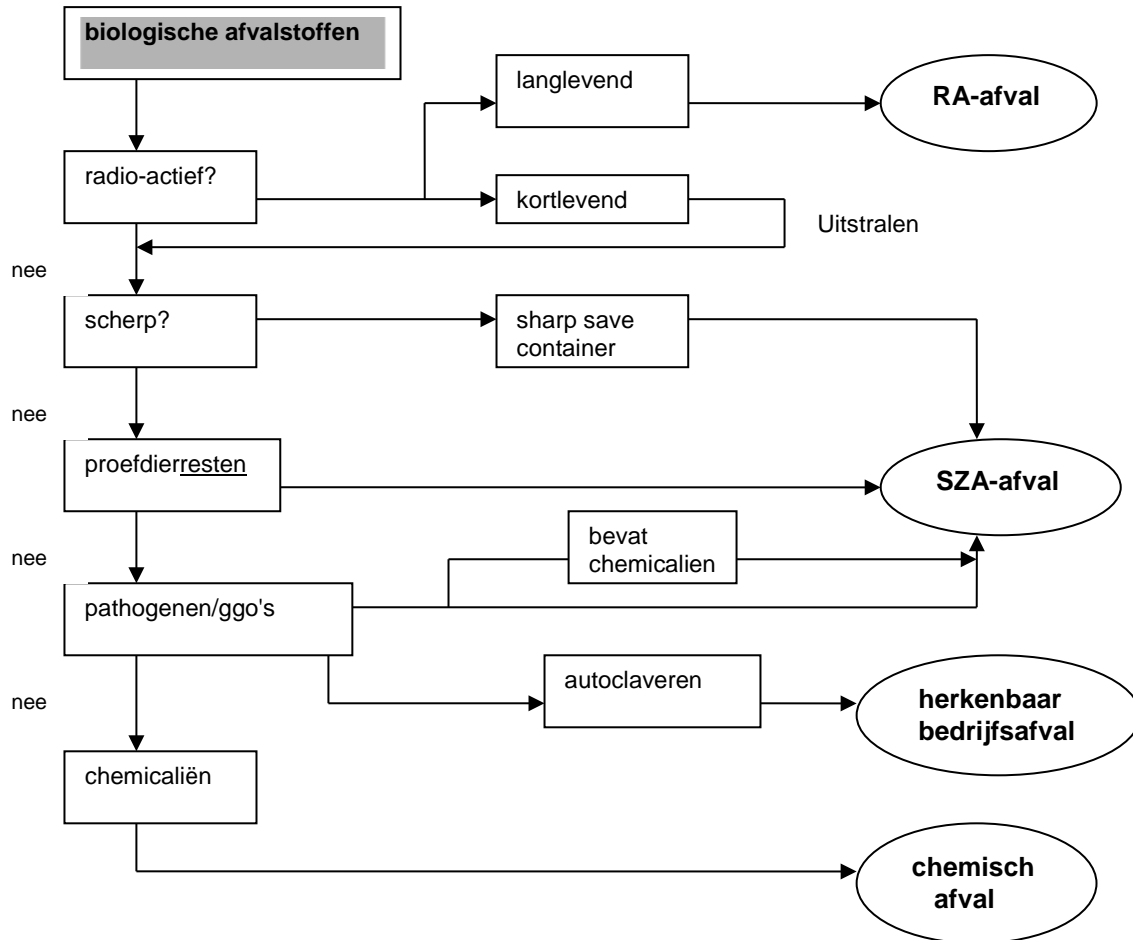 biologische afvalstoffen
langlevend
RA-afval
radio-actief?
kortlevend
Uitstralen
nee
scherp?
sharp save
container
nee
proefdierresten
SZA-afval
nee
bevat
chemicalien
pathogenen/ggo's
autoclaveren
herkenbaar
bedrijfsafval
nee
chemicaliën
chemisch
afval